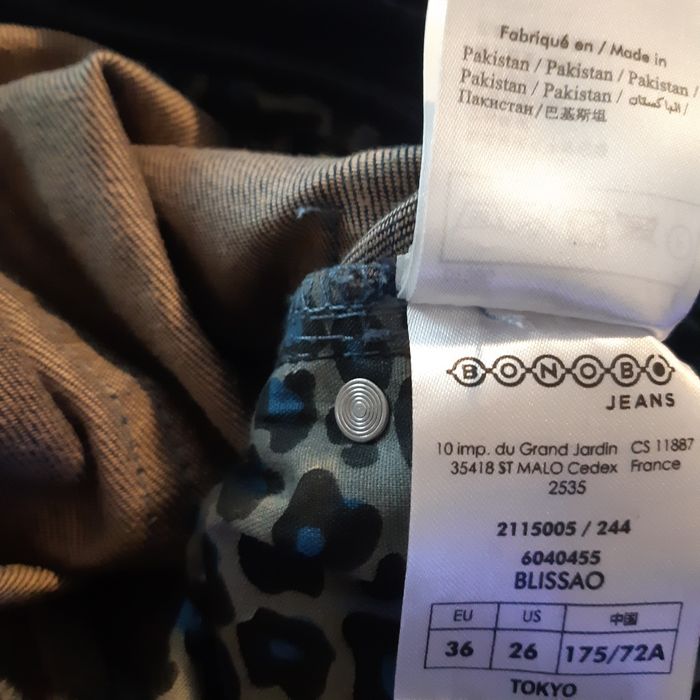 Fabriqué en / Made in
Pakistan / Pakistan / Pakistan /
Pakistan / Pakistan / الباكستان /
Пакистан/巴基斯坦
BONOBO
JEANS
10 imp. du Grand Jardin CS 11887
35418 ST MALO Cedex France
2535
2115005 / 244
6040455
BLISSAO
EU US 中国
36 26 175/72A
TOKYO